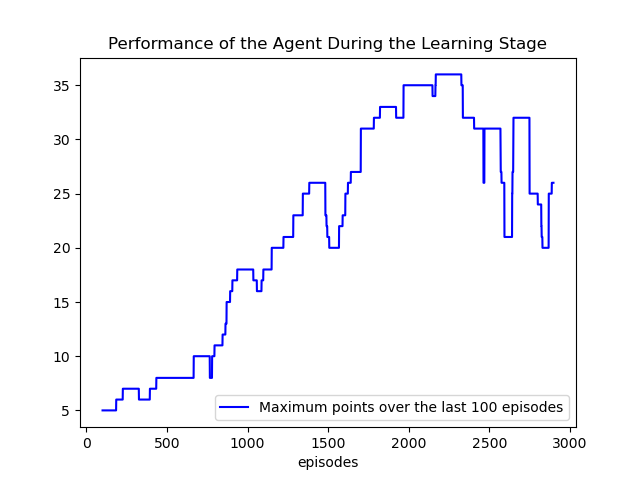 Performance of the Agent During the Learning Stage
35
30
25
20
15
10
5
Maximum points over the last 100 episodes
0 500 1000 1500 2000 2500 3000
episodes